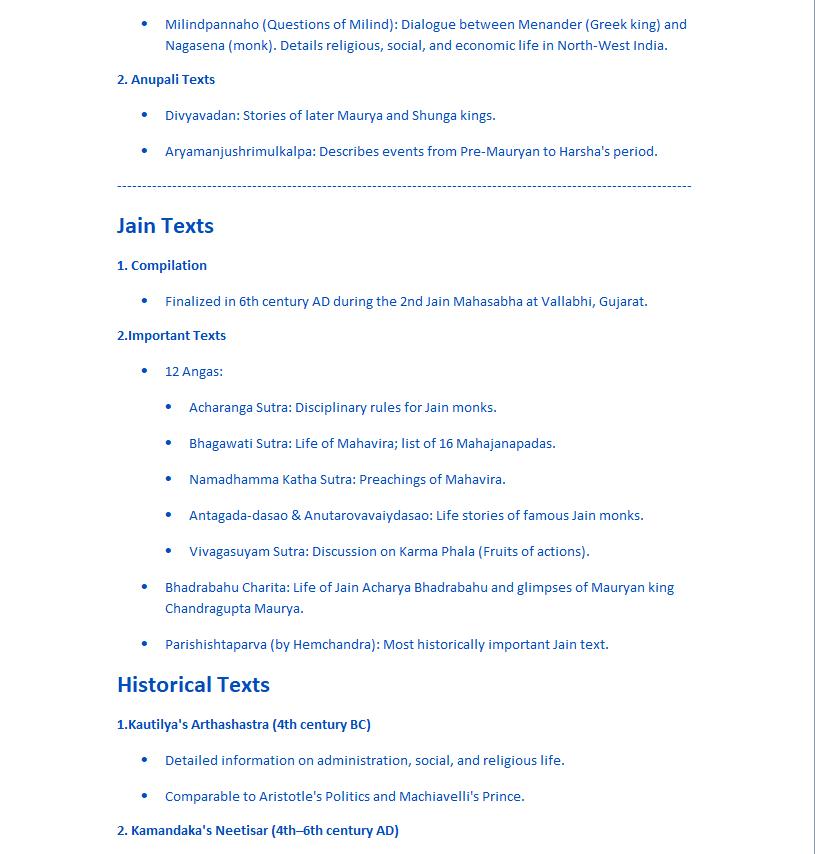 • Milindpannaho (Questions of Milind): Dialogue between Menander (Greek king) and
Nagasena (monk). Details religious, social, and economic life in North-West India.
2. Anupali Texts
• Divyavadan: Stories of later Maurya and Shunga kings.
• Aryamanjushrimulkalpa: Describes events from Pre-Mauryan to Harsha's period.
-------------------------------------------------------------------------------------------------------------------
Jain Texts
1. Compilation
• Finalized in 6th century AD during the 2nd Jain Mahasabha at Vallabhi, Gujarat.
2.Important Texts
• 12 Angas:
• Acharanga Sutra: Disciplinary rules for Jain monks.
• Bhagawati Sutra: Life of Mahavira; list of 16 Mahajanapadas.
• Namadhamma Katha Sutra: Preachings of Mahavira.
• Antagada-dasao & Anutarovavaiydasao: Life stories of famous Jain monks.
• Vivagasuyam Sutra: Discussion on Karma Phala (Fruits of actions).
• Bhadrabahu Charita: Life of Jain Acharya Bhadrabahu and glimpses of Mauryan king
Chandragupta Maurya.
• Parishishtaparva (by Hemchandra): Most historically important Jain text.
Historical Texts
1.Kautilya's Arthashastra (4th century BC)
• Detailed information on administration, social, and religious life.
• Comparable to Aristotle's Politics and Machiavelli's Prince.
2. Kamandaka's Neetisar (4th–6th century AD)